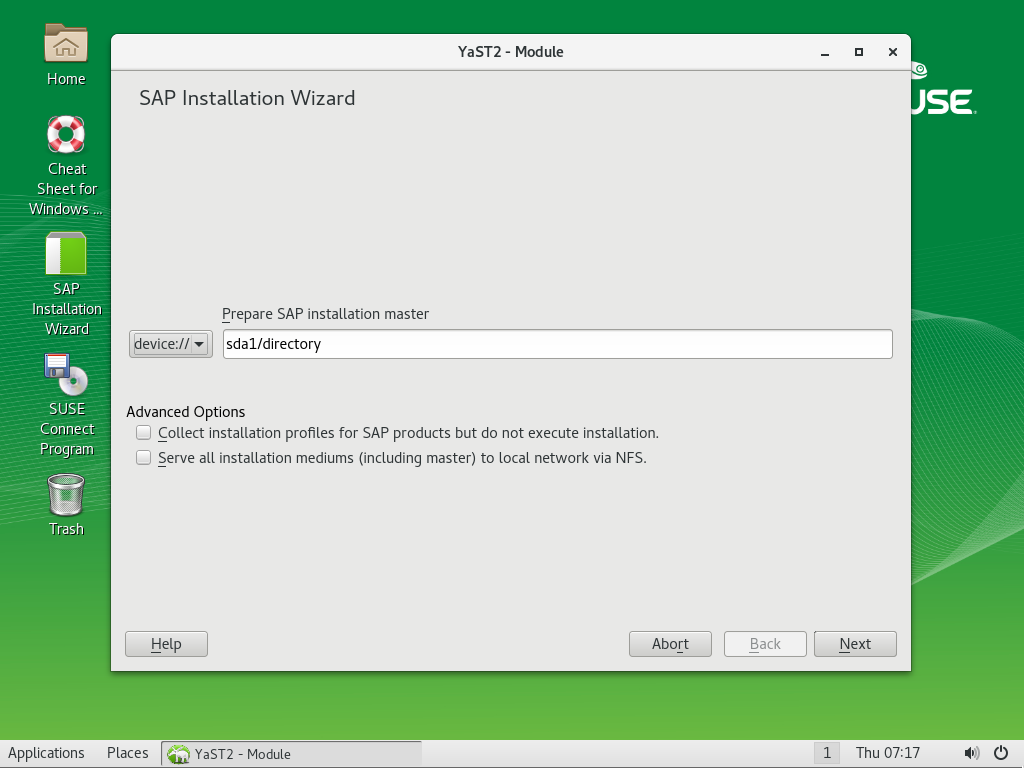 YaST2 - Module
SAP Installation Wizard
Home
USE
Cheat
Sheet for
Windows ...
SAP
Installation
Wizard
Prepare SAP installation master
device://
sda1/directory
SUSE
Connect
Program
Advanced Options
Collect installation profiles for SAP products but do not execute installation.
Serve all installation mediums (including master) to local network via NFS.
Trash
Help
Abort
Back
Next
Applications
Places
YaST2 - Module
1
Thu 07:17